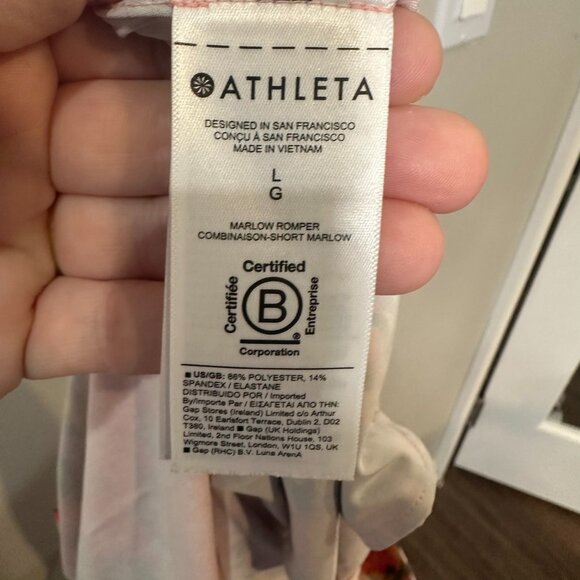 ATHLETA
DESIGNED IN SAN FRANCISCO
CONÇU À SAN FRANCISCO
MADE IN VIETNAM
L
G
MARLOW ROMPER
COMBINAISON-SHORT MARLOW
Certified
Certifiée
B
Entreprise
®
Corporation
■ US/GB: 86% POLYESTER, 14%
SPANDEX / ELASTANE
DISTRIBUIDO POR / Imported
By/Importe Par / ΕΙΣΑΓΕΤΑΙ ΑΠΟ ΤΗΝ:
Gap Stores (Ireland) Limited c/o Arthur
Cox, 10 Earlsfort Terrace, Dublin 2, D02
T380, Ireland ■ Gap (UK Holdings)
Limited, 2nd Floor Nations House, 103
Wigmore Street, London, W1U 1QS, UK
■ Gap (RHC) B.V. Luna ArenA